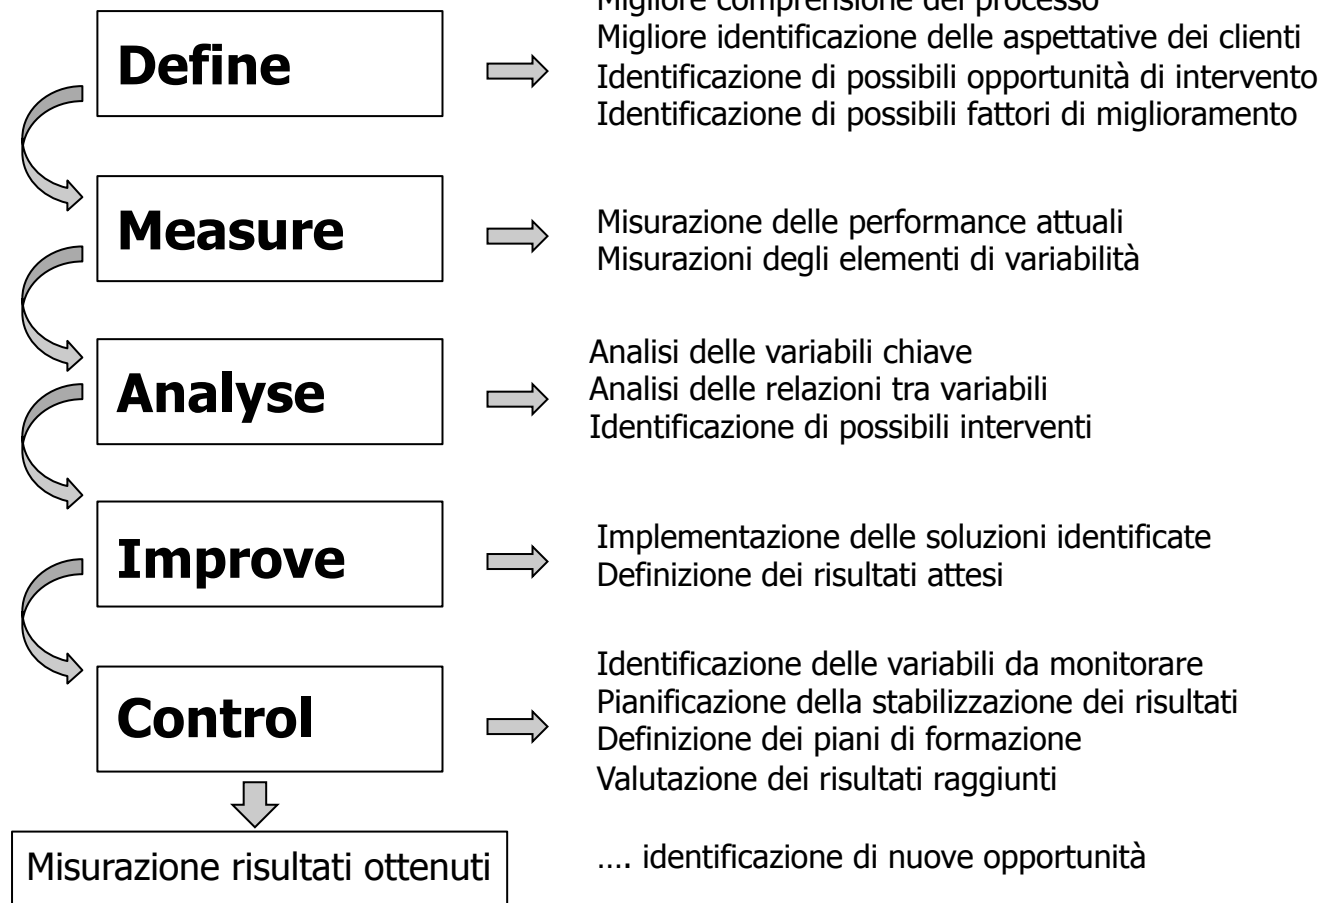 Migliore comprensione del processo
Define
Migliore identificazione delle aspettative dei clienti
Identificazione di possibili opportunità di intervento
Identificazione di possibili fattori di miglioramento
Measure
Misurazione delle performance attuali
Misurazioni degli elementi di variabilità
Analyse
Analisi delle variabili chiave
Analisi delle relazioni tra variabili
Identificazione di possibili interventi
Improve
Implementazione delle soluzioni identificate
Definizione dei risultati attesi
Control
Identificazione delle variabili da monitorare
Pianificazione della stabilizzazione dei risultati
Definizione dei piani di formazione
Valutazione dei risultati raggiunti
Misurazione risultati ottenuti
.... identificazione di nuove opportunità